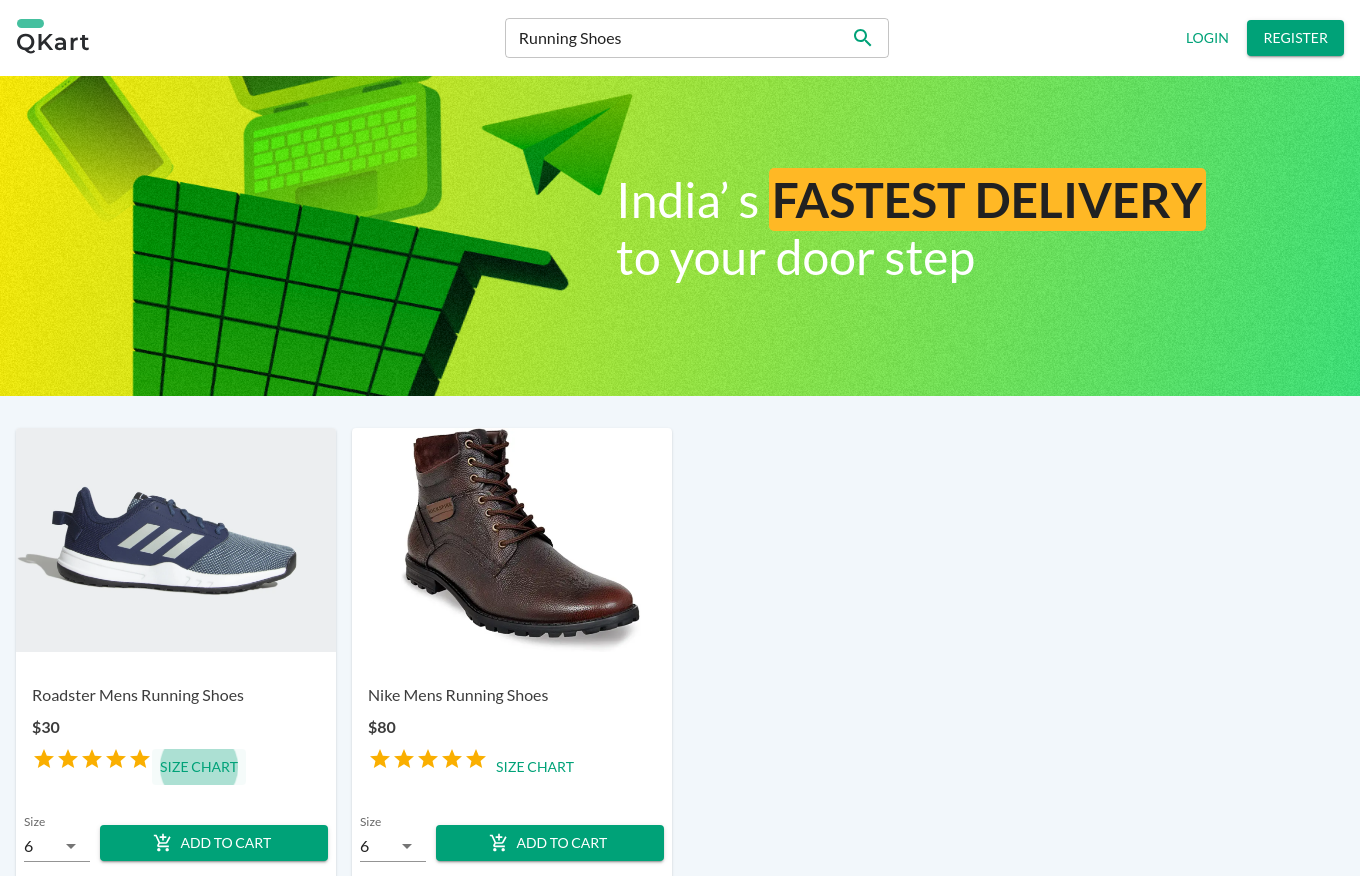 QKart
Running Shoes
LOGIN
REGISTER
India’ s FASTEST DELIVERY
to your door step
Roadster Mens Running Shoes
$30
SIZE CHART
Size
6
ADD TO CART
Nike Mens Running Shoes
$80
SIZE CHART
Size
6
ADD TO CART